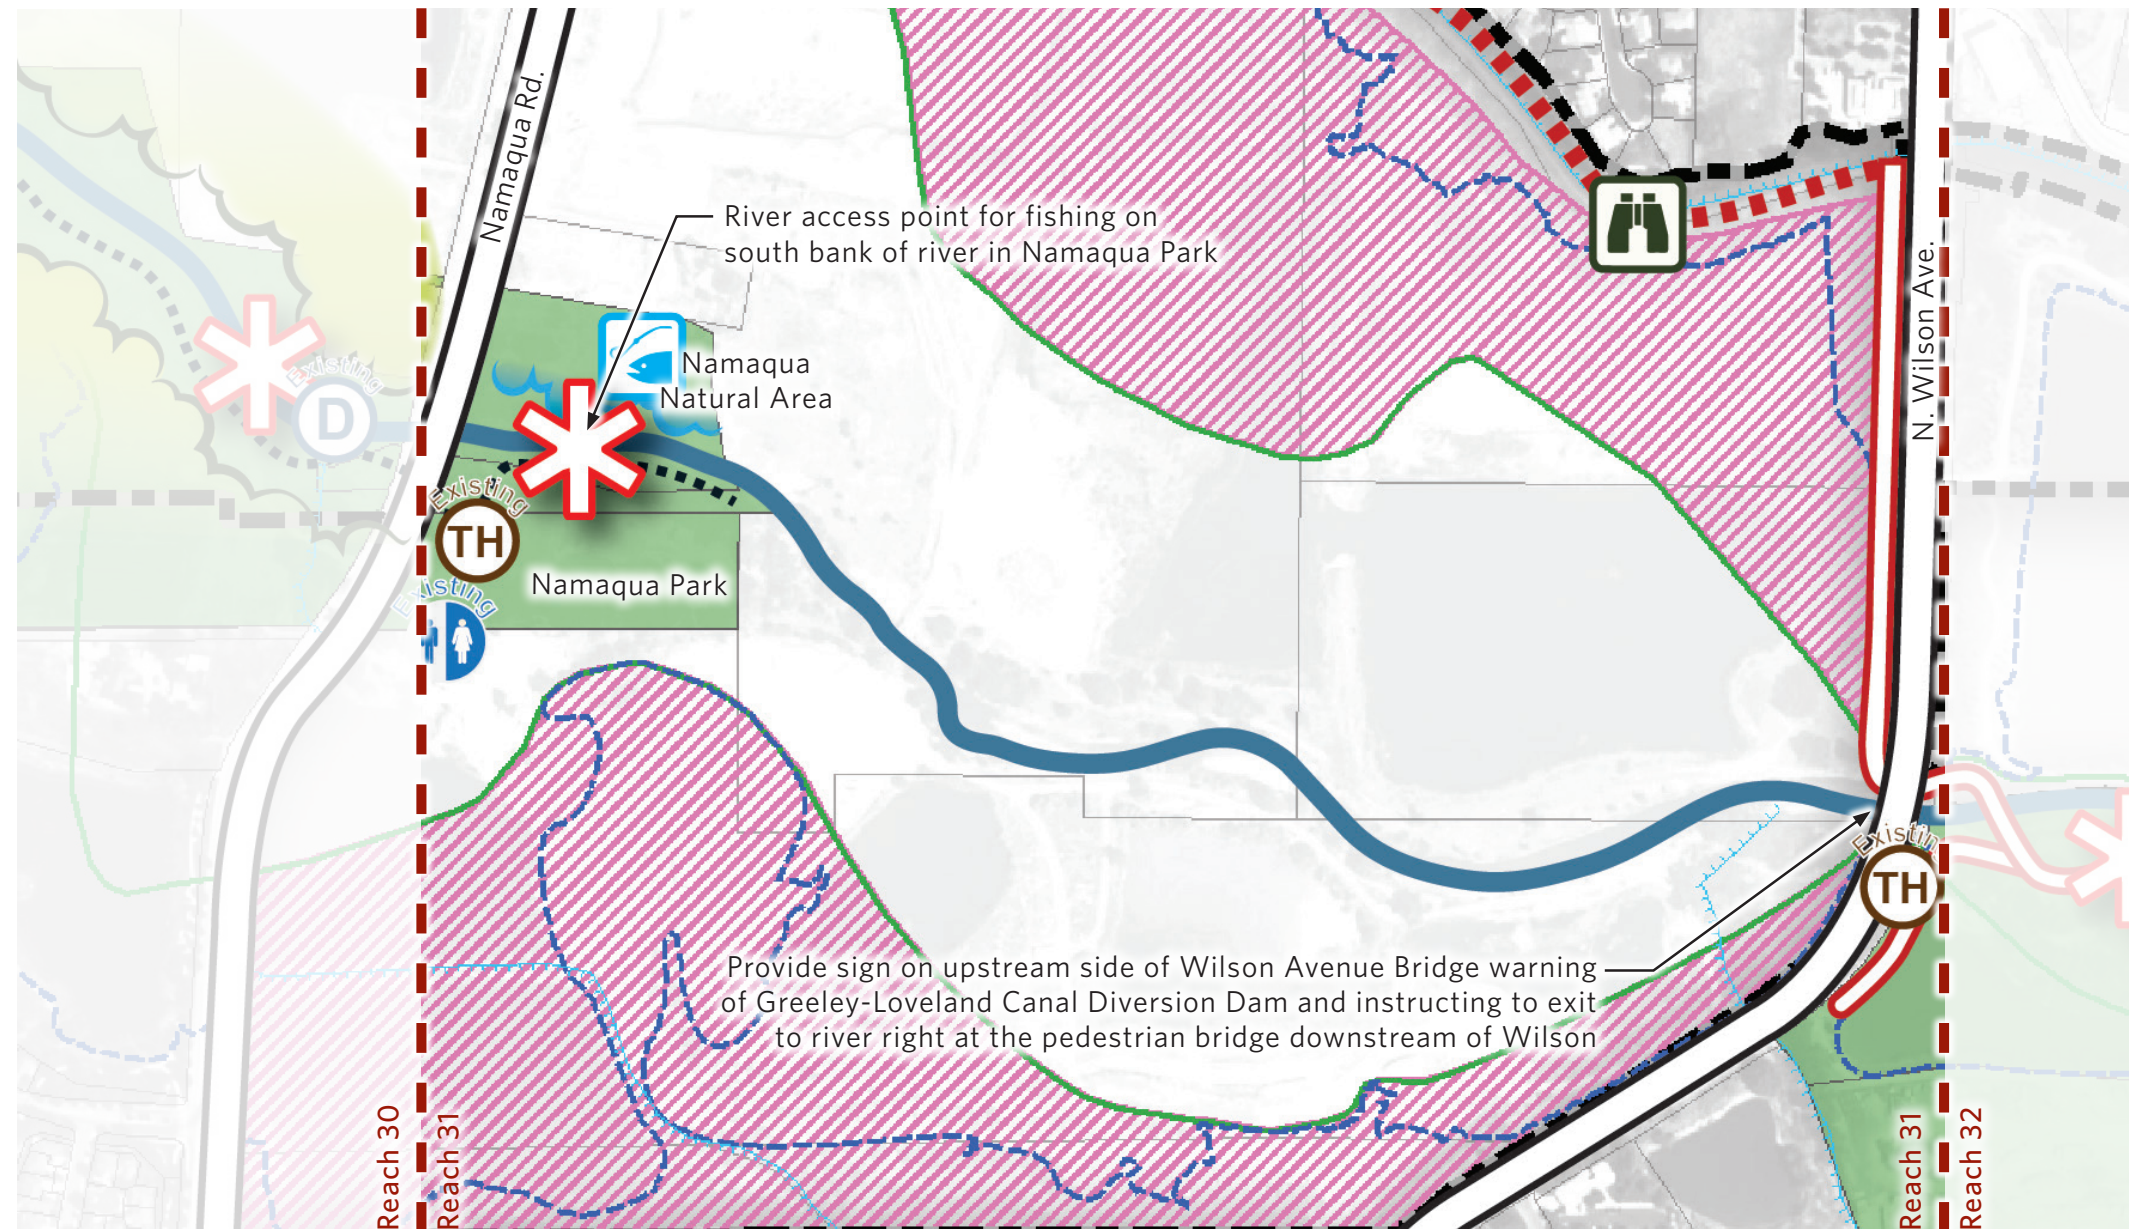 Namaqua Rd.
River access point for fishing on
south bank of river in Namaqua Park
N. Wilson Ave.
Existing
D
Namaqua
Natural Area
Existing
TH
Namaqua Park
Existing
Existin
TH
Provide sign on upstream side of Wilson Avenue Bridge warning
of Greeley-Loveland Canal Diversion Dam and instructing to exit
to river right at the pedestrian bridge downstream of Wilson
Reach 30
Reach 31
Reach 31
Reach 32